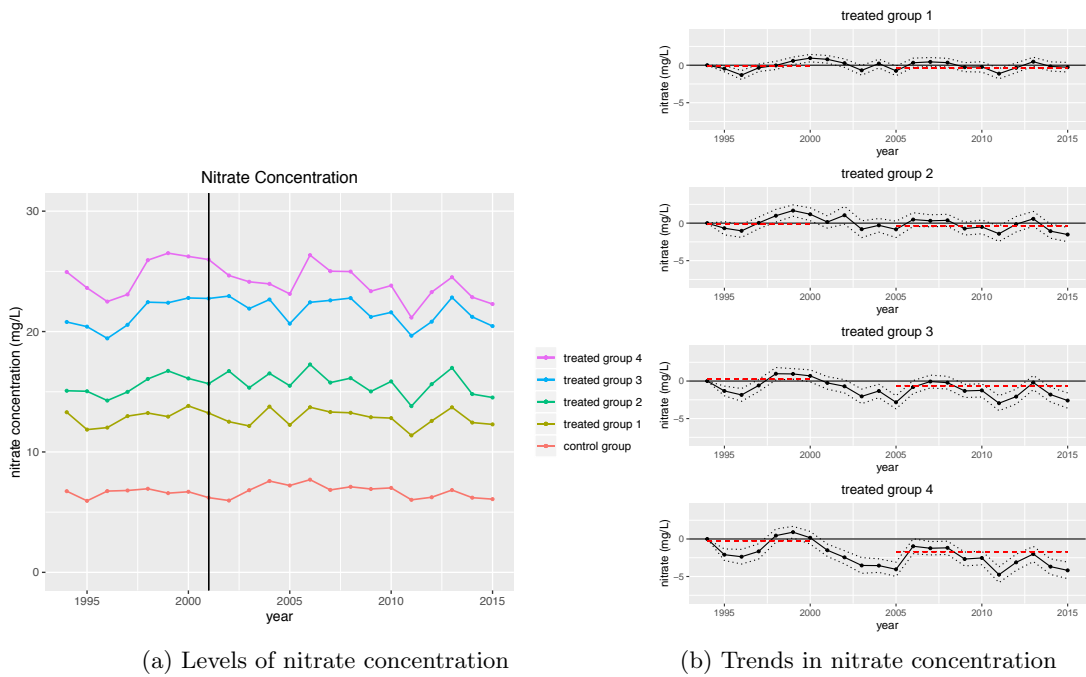 Nitrate Concentration
nitrate concentration (mg/L)
30
20
10
0
1995
2000
2005
2010
2015
year
treated group 4
treated group 3
treated group 2
treated group 1
control group
(a) Levels of nitrate concentration
treated group 1
nitrate (mg/L)
0
−5
1995
2000
2005
2010
2015
year
treated group 2
nitrate (mg/L)
0
−5
1995
2000
2005
2010
2015
year
treated group 3
nitrate (mg/L)
0
−5
1995
2000
2005
2010
2015
year
treated group 4
nitrate (mg/L)
0
−5
1995
2000
2005
2010
2015
year
(b) Trends in nitrate concentration